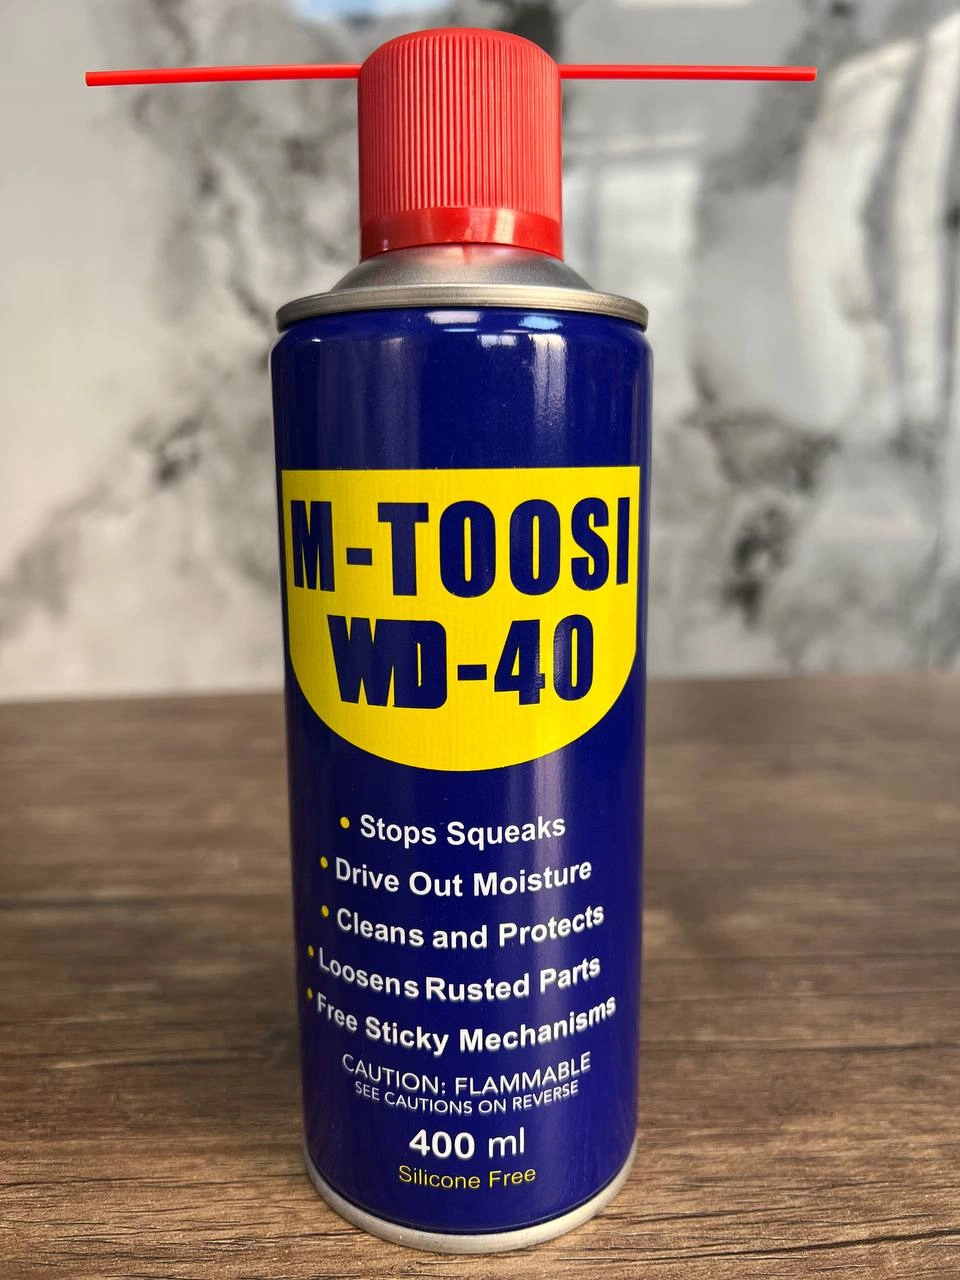 M-TOOSI
WD-40
• Stops Squeaks
• Drive Out Moisture
• Cleans and Protects
• Loosens Rusted Parts
• Free Sticky Mechanisms
CAUTION: FLAMMABLE
SEE CAUTIONS ON REVERSE
400 ml
Silicone Free